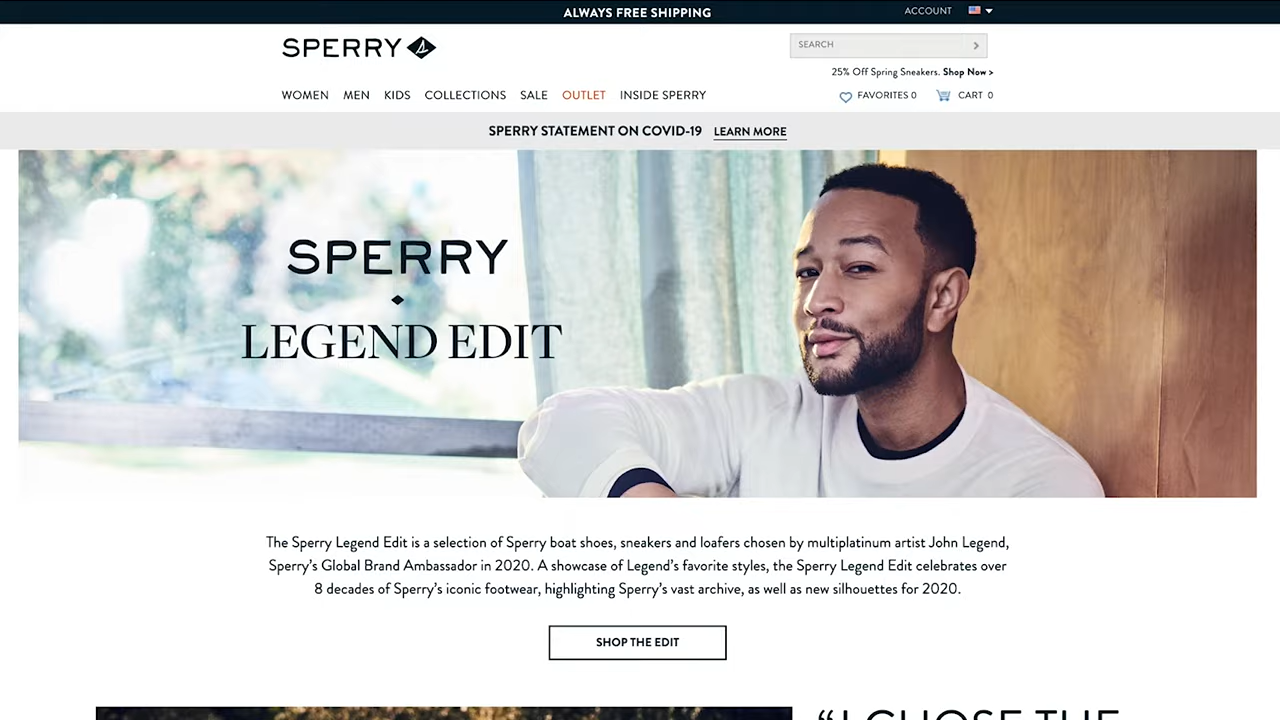 ALWAYS FREE SHIPPING
ACCOUNT
SPERRY
SEARCH
25% Off Spring Sneakers. Shop Now >
WOMEN MEN KIDS COLLECTIONS SALE OUTLET INSIDE SPERRY
FAVORITES 0 CART 0
SPERRY STATEMENT ON COVID-19 LEARN MORE
SPERRY
LEGEND EDIT
The Sperry Legend Edit is a selection of Sperry boat shoes, sneakers and loafers chosen by multiplatinum artist John Legend,
Sperry's Global Brand Ambassador in 2020. A showcase of Legend's favorite styles, the Sperry Legend Edit celebrates over
8 decades of Sperry's iconic footwear, highlighting Sperry's vast archive, as well as new silhouettes for 2020.
SHOP THE EDIT
“I CHOSE THE